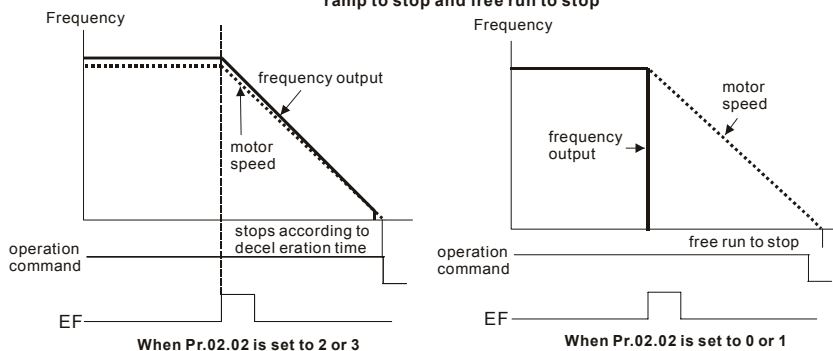 ramp to stop and free run to stop
Frequency
frequency output
motor
speed
stops according to
decel eration time
operation
command
EF
When Pr.02.02 is set to 2 or 3
Frequency
motor
speed
frequency
output
free run to stop
operation
command
EF
When Pr.02.02 is set to 0 or 1